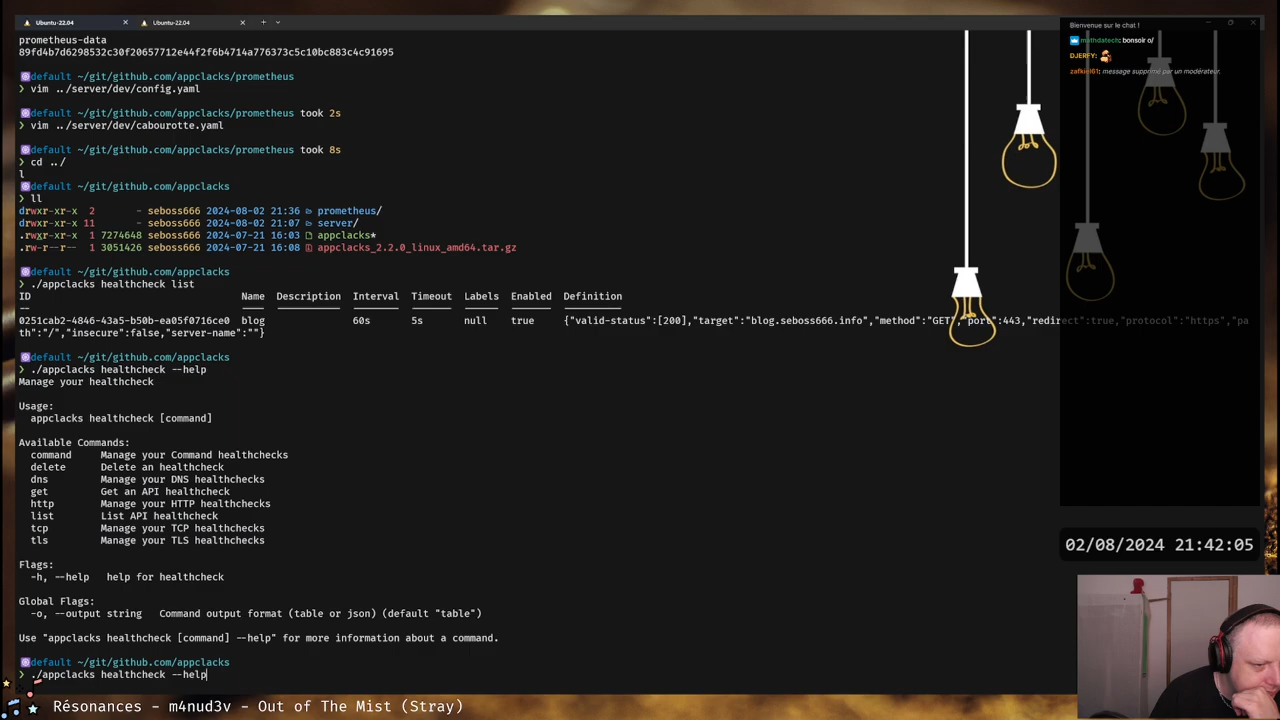 Ubuntu-22.04 × Ubuntu-22.04 × +
prometheus-data
89fd4b7d6298532c30f20657712e44f2f6b4714a776373c5c10bc883c4c91695
default ~/git/github.com/appclacks/prometheus
❯ vim ../server/dev/config.yaml
default ~/git/github.com/appclacks/prometheus took 2s
❯ vim ../server/dev/cabourotte.yaml
default ~/git/github.com/appclacks/prometheus took 8s
❯ cd ../
l
default ~/git/github.com/appclacks
❯ ll
drwxr-xr-x 2 - seboss666 2024-08-02 21:36 prometheus/
drwxr-xr-x 11 - seboss666 2024-08-02 21:07 server/
.rwxr-xr-x 1 7274648 seboss666 2024-07-21 16:03 appclacks*
.rw-r--r-- 1 3051426 seboss666 2024-07-21 16:08 appclacks_2.2.0_linux_amd64.tar.gz
default ~/git/github.com/appclacks
❯ ./appclacks healthcheck list
ID Name Description Interval Timeout Labels Enabled Definition
0251cab2-4846-43a5-b50b-ea05f0716ce0 blog 60s 5s null true {"valid-status":[200],"target":"blog.seboss666.info","method":"GET","port":443,"redirect":true,"protocol":"https","pa
th":"/","insecure":false,"server-name":""}
default ~/git/github.com/appclacks
❯ ./appclacks healthcheck --help
Manage your healthcheck
Usage:
appclacks healthcheck [command]
Available Commands:
command Manage your Command healthchecks
delete Delete an healthcheck
dns Manage your DNS healthchecks
get Get an API healthcheck
http Manage your HTTP healthchecks
list List API healthcheck
tcp Manage your TCP healthchecks
tls Manage your TLS healthchecks
Flags:
-h, --help help for healthcheck
Global Flags:
-o, --output string Command output format (table or json) (default "table")
Use "appclacks healthcheck [command] --help" for more information about a command.
default ~/git/github.com/appclacks
❯ ./appclacks healthcheck --help
Bienvenue sur le chat !
mathdatech: bonsoir o/
DJERFY:
zafkiel61: message supprimé par un modérateur.
02/08/2024 21:42:05
Résonances - m4nud3v - Out of The Mist (Stray)